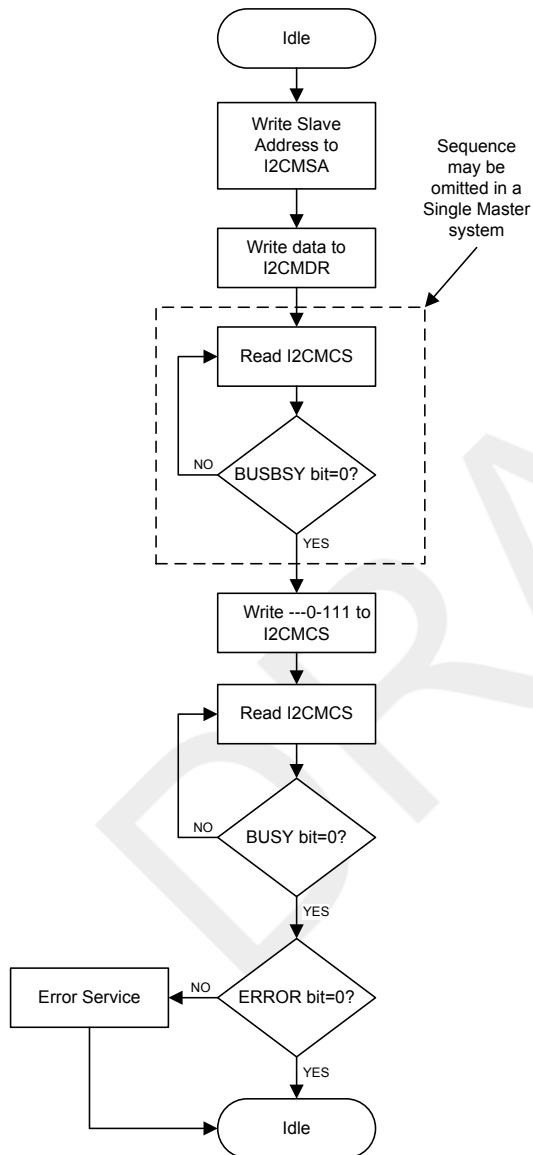 Idle
Write Slave
Address to
I2CMSA
Sequence
may be
omitted in a
Single Master
system
Write data to
I2CMDR
Read I2CMCS
NO
BUSBSY bit=0?
YES
Write ---0-111 to
I2CMCS
Read I2CMCS
NO
BUSY bit=0?
YES
Error Service
NO
ERROR bit=0?
YES
Idle
DRA